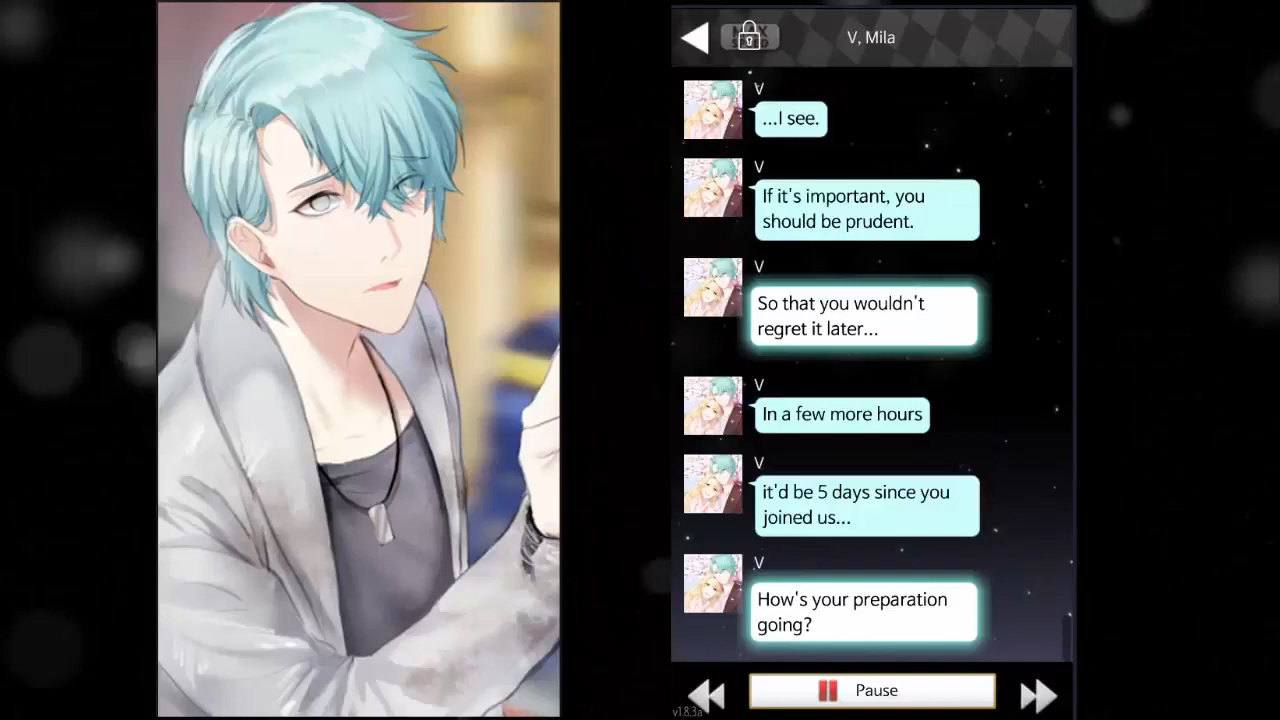 V, Mila
V
...I see.
V
If it's important, you
should be prudent.
V
So that you wouldn't
regret it later...
V
In a few more hours
V
it'd be 5 days since you
joined us...
V
How's your preparation
going?
Pause
v1.8.3a